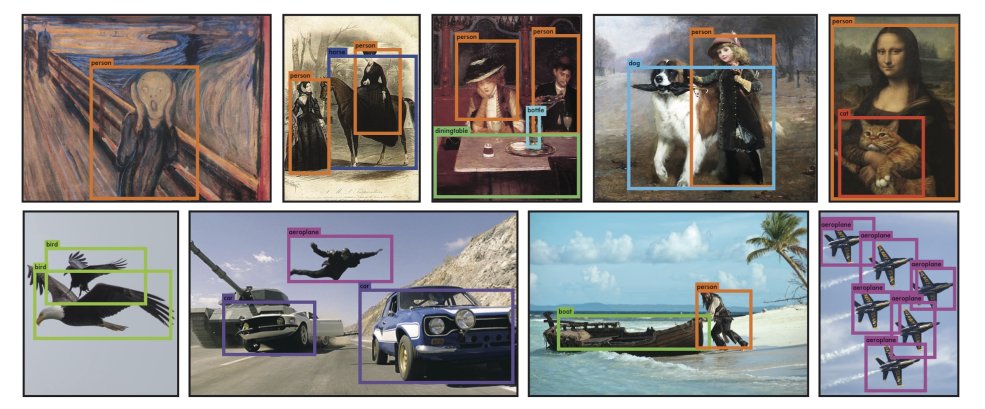 person
person
horse
person
person
person
bottle
diningtable
person
dog
person
cat
bird
bird
aeroplane
car
car
person
boat
aeroplane
aeroplane
aeroplane
aeroplane
aeroplane
aeroplane